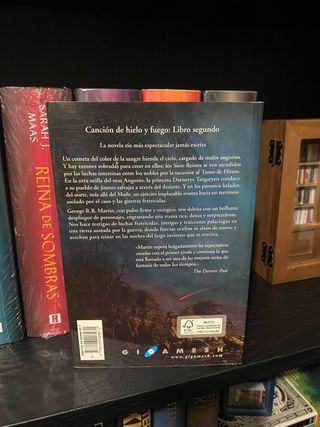 SARAH J.
MAAS
REINA DE SOMBRAS
Canción de hielo y fuego: Libro segundo
La novela río más espectacular jamás escrita
Un cometa del color de la sangre hiende el cielo, cargado de malos augurios.
Y hay razones sobradas para creer en ellos: los Siete Reinos se ven sacudidos
por las luchas intestinas entre los nobles por la sucesión al Trono de Hierro.
En la otra orilla del mar Angosto, la princesa Daenerys Targaryen conduce
a su pueblo de jinetes salvajes a través del desierto. Y en los páramos helados
del norte, más allá del Muro, un ejército implacable avanza hacia un territorio
asolado por el caos y las guerras fratricidas.
George R.R. Martin, con pulso firme y enérgico, nos deleita con un brillante
despliegue de personajes, engranando una trama rica, densa y sorprendente.
Nos hace testigos de luchas fratricidas, intrigas y traiciones palaciegas en
una tierra asolada por la guerra, donde fuerzas ocultas se alzan de nuevo y
acechan para reinar en las noches del largo invierno que se avecina.
«Martin supera holgadamente las expectativas
creadas con el primer título y continúa la que
está llamada a ser una de las mejores series de
fantasía de todos los tiempos».
The Denver Post
FSC
MIXTO
GIGAMESH
www.gigamesh.com